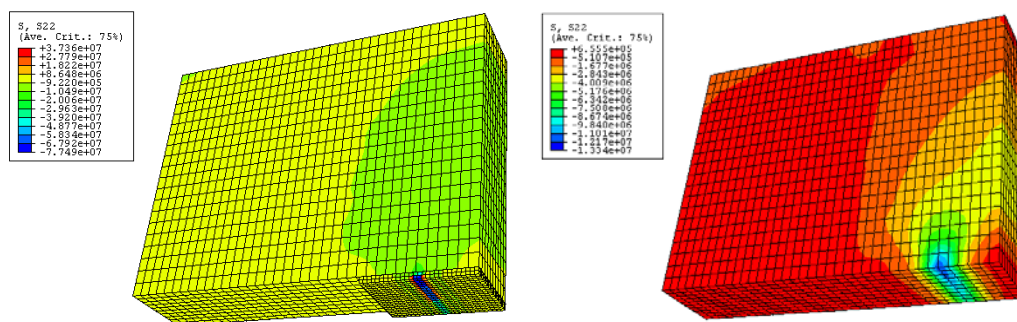 S, S22
(Ave. Crit.: 75%)
+3.736e+07
+2.779e+07
+1.822e+07
+8.648e+06
-9.220e+05
-1.049e+07
-2.006e+07
-2.963e+07
-3.920e+07
-4.877e+07
-5.834e+07
-6.792e+07
-7.749e+07
S, S22
(Ave. Crit.: 75%)
+6.555e+05
-5.107e+05
-1.677e+06
-2.843e+06
-4.009e+06
-5.176e+06
-6.342e+06
-7.508e+06
-8.674e+06
-9.840e+06
-1.101e+07
-1.217e+07
-1.334e+07